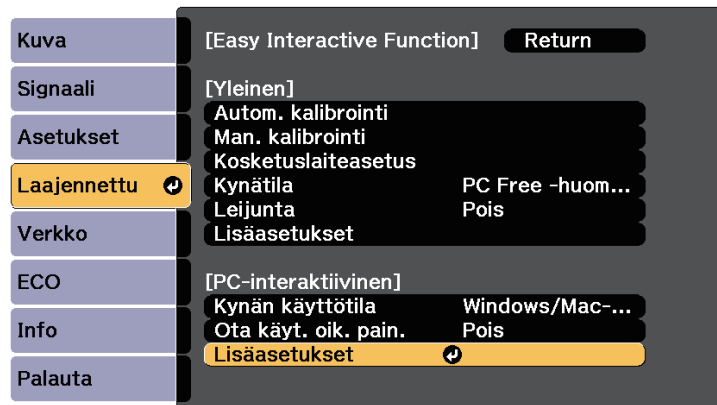 Kuva
Signaali
Asetukset
Laajennettu
Verkko
ECO
Info
Palauta
[Easy Interactive Function] Return
[Yleinen]
Autom. kalibrointi
Man. kalibrointi
Kosketuslaiteasetus
Kynätila PC Free -huom...
Leijunta Pois
Lisäasetukset
[PC-interaktiivinen]
Kynän käyttötila Windows/Mac-...
Ota käyt. oik. pain. Pois
Lisäasetukset